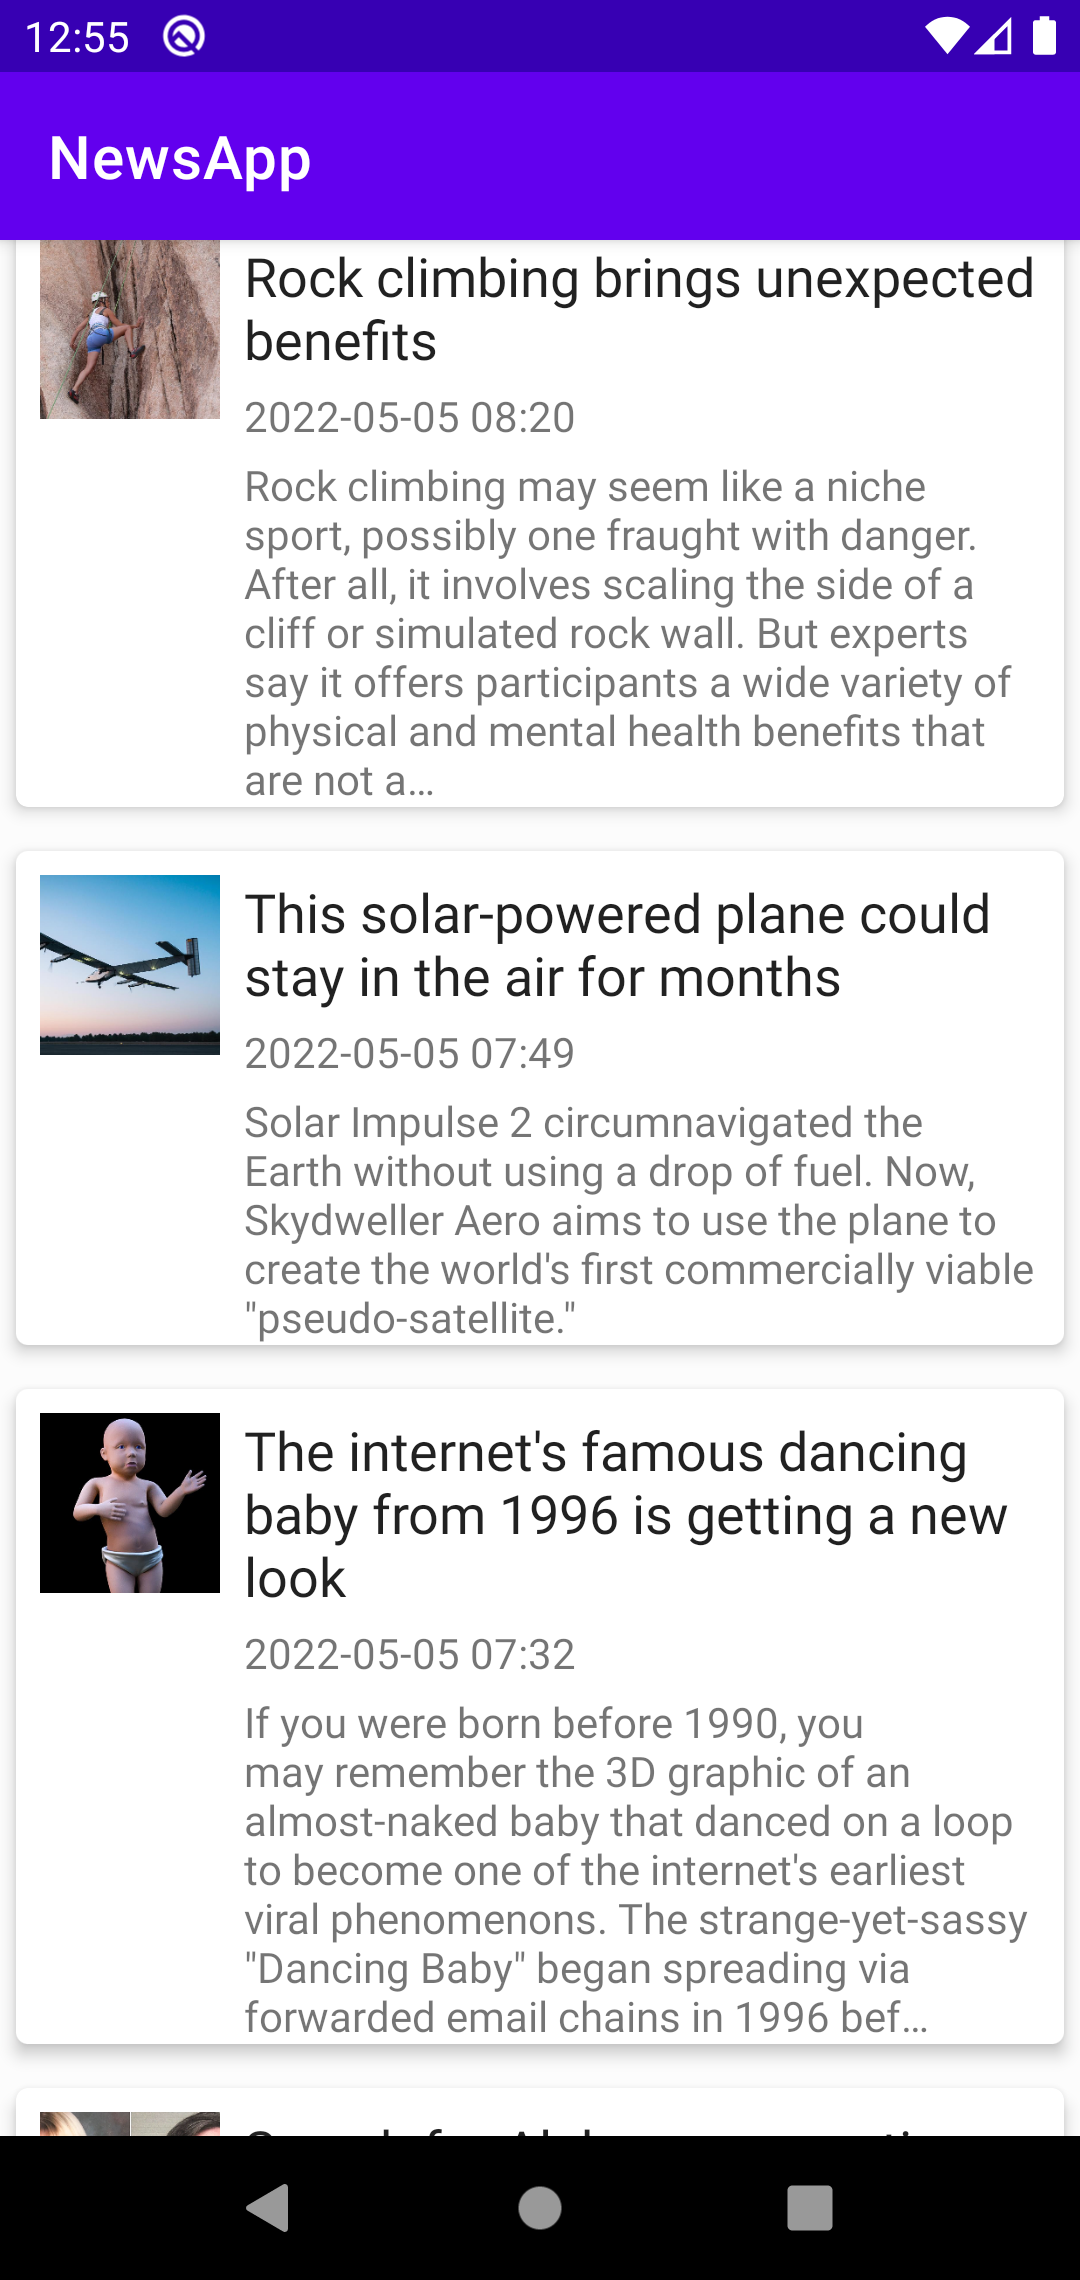 12:55
NewsApp
Rock climbing brings unexpected
benefits
2022-05-05 08:20
Rock climbing may seem like a niche
sport, possibly one fraught with danger.
After all, it involves scaling the side of a
cliff or simulated rock wall. But experts
say it offers participants a wide variety of
physical and mental health benefits that
are not a…
This solar-powered plane could
stay in the air for months
2022-05-05 07:49
Solar Impulse 2 circumnavigated the
Earth without using a drop of fuel. Now,
Skydweller Aero aims to use the plane to
create the world's first commercially viable
"pseudo-satellite."
The internet's famous dancing
baby from 1996 is getting a new
look
2022-05-05 07:32
If you were born before 1990, you
may remember the 3D graphic of an
almost-naked baby that danced on a loop
to become one of the internet's earliest
viral phenomenons. The strange-yet-sassy
"Dancing Baby" began spreading via
forwarded email chains in 1996 bef…